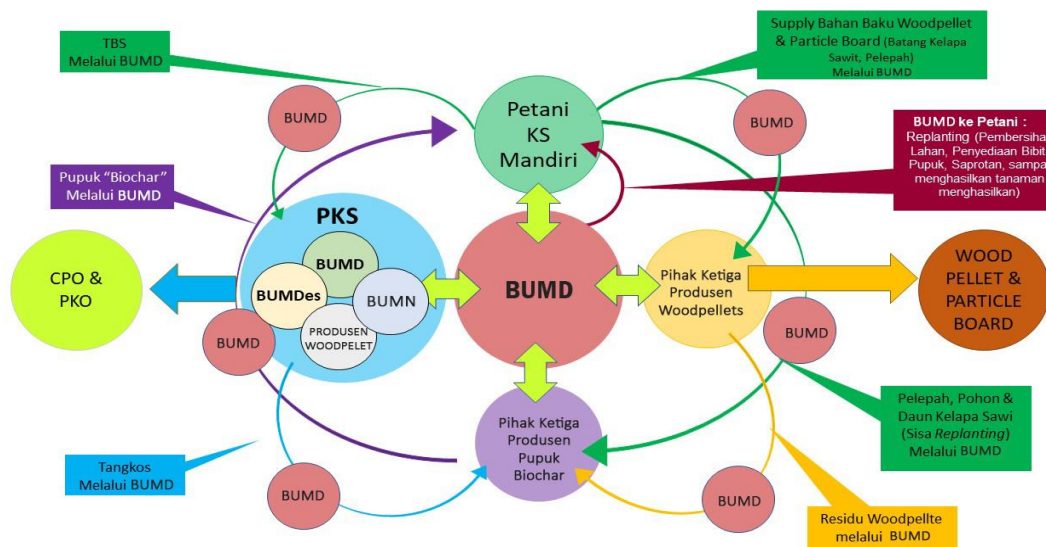 TBS
Melalui BUMD
Supply Bahan Baku Woodpellet
& Particle Board (Batang Kelapa
Sawit, Pelepah)
Melalui BUMD
BUMD
Petani
KS
Mandiri
BUMD
BUMD ke Petani :
Replanting (Pembersiha
Lahan, Penyediaan Bibit
Pupuk, Saprotan, sampa
menghasilkan tanaman
menghasilkan)
Pupuk "Biochar"
Melalui BUMD
PKS
BUMD
BUMDes
BUMN
PRODUSEN
WOODPELET
CPO &
PKO
BUMD
BUMD
Pihak Ketiga
Produsen
Woodpellets
WOOD
PELLET &
PARTICLE
BOARD
BUMD
Pihak Ketiga
Produsen
Pupuk
Biochar
Pelepah, Pohon &
Daun Kelapa Sawi
(Sisa Replanting)
Melalui BUMD
Tangkos
Melalui BUMD
BUMD
BUMD
Residu Woodpellte
melalui BUMD